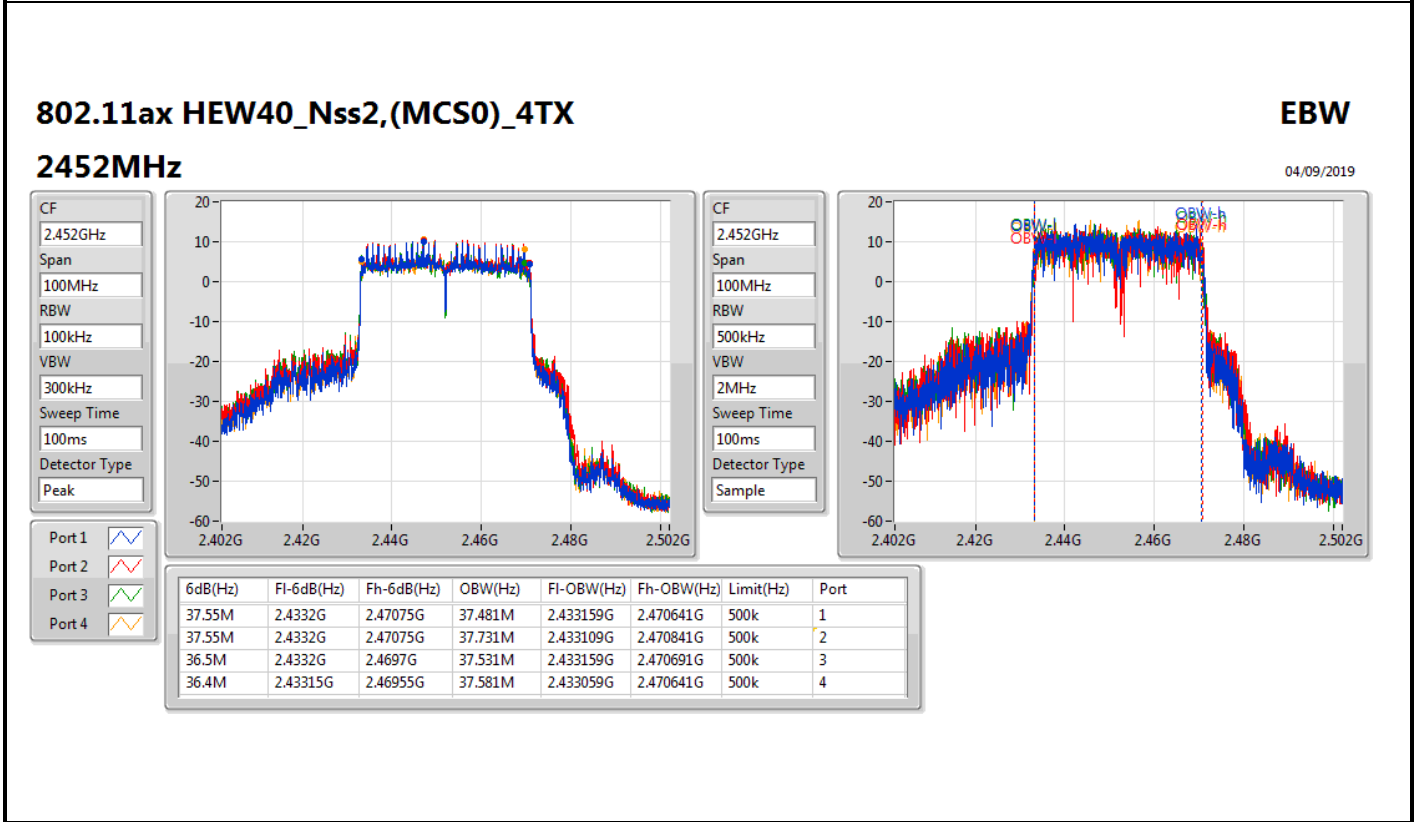 802.11ax HEW40_Nss2,(MCS0)_4TX
EBW
2452MHz
04/09/2019
CF
2.452GHz
Span
100MHz
RBW
100kHz
VBW
300kHz
Sweep Time
100ms
Detector Type
Peak
20
10
0
-10
-20
-30
-40
-50
-60
2.402G 2.42G 2.44G 2.46G 2.48G 2.502G
CF
2.452GHz
Span
100MHz
RBW
500kHz
VBW
2MHz
Sweep Time
100ms
Detector Type
Sample
20
10
0
-10
-20
-30
-40
-50
-60
OBW-h
OBW-h
2.402G 2.42G 2.44G 2.46G 2.48G 2.502G
Port 1
Port 2
Port 3
Port 4
6dB(Hz) Fl-6dB(Hz) Fh-6dB(Hz) OBW(Hz) Fl-OBW(Hz) Fh-OBW(Hz) Limit(Hz) Port
37.55M 2.4332G 2.47075G 37.481M 2.433159G 2.470641G 500k 1
37.55M 2.4332G 2.47075G 37.731M 2.433109G 2.470841G 500k 2
36.5M 2.4332G 2.4697G 37.531M 2.433159G 2.470691G 500k 3
36.4M 2.43315G 2.46955G 37.581M 2.433059G 2.470641G 500k 4